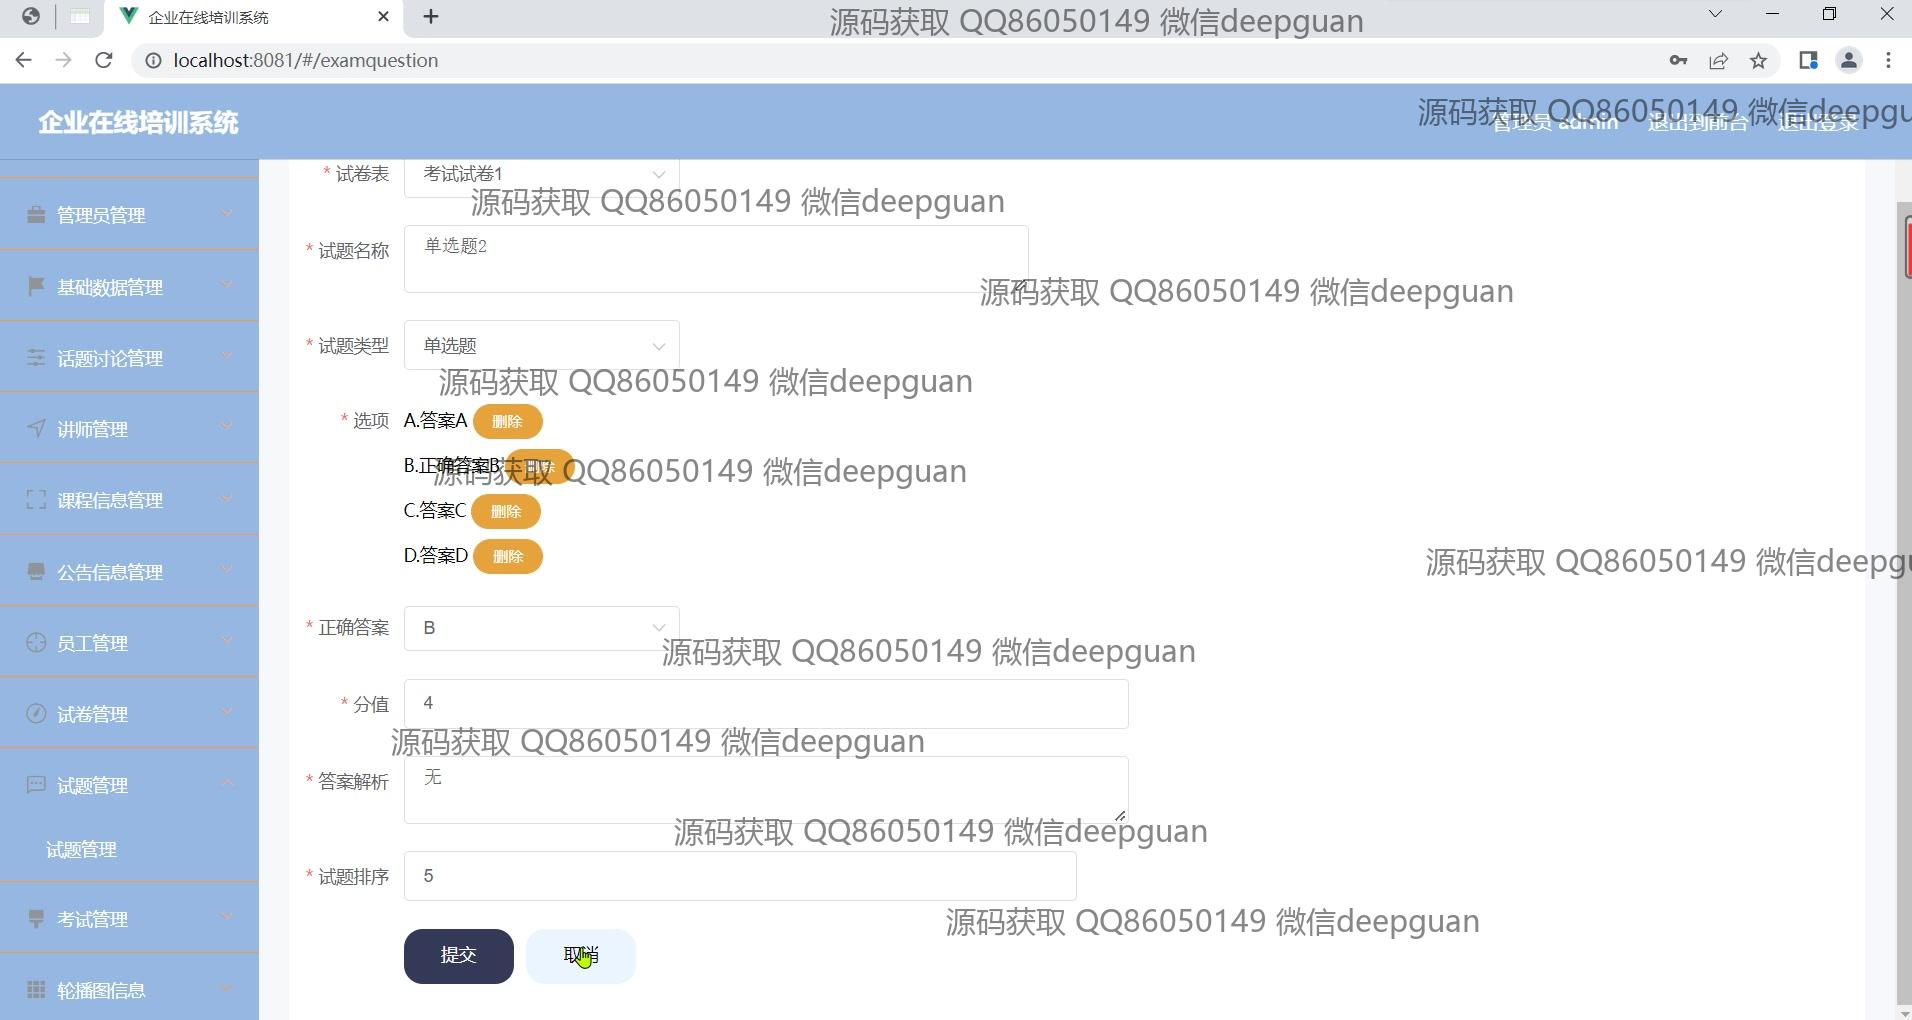 企业在线培训系统
源码获取 QQ86050149 微信deepguan
localhost:8081/#/examquestion
企业在线培训系统
源码获取 QQ86050149 微信deepgu
管理员 admin 退出到前台 退出登录
* 试卷表 考试试卷1
源码获取 QQ86050149 微信deepguan
管理员管理
* 试题名称 单选题2
基础数据管理
源码获取 QQ86050149 微信deepguan
* 试题类型 单选题
话题讨论管理
源码获取 QQ86050149 微信deepguan
* 选项 A.答案A 删除
讲师管理
B.正确答案B 删除
源码获取 QQ86050149 微信deepguan
课程信息管理
C.答案C 删除
D.答案D 删除
源码获取 QQ86050149 微信deepgu
公告信息管理
* 正确答案 B
员工管理
源码获取 QQ86050149 微信deepguan
* 分值 4
试卷管理
源码获取 QQ86050149 微信deepguan
* 答案解析 无
试题管理
源码获取 QQ86050149 微信deepguan
试题管理
* 试题排序 5
考试管理
源码获取 QQ86050149 微信deepguan
提交 取消
轮播图信息